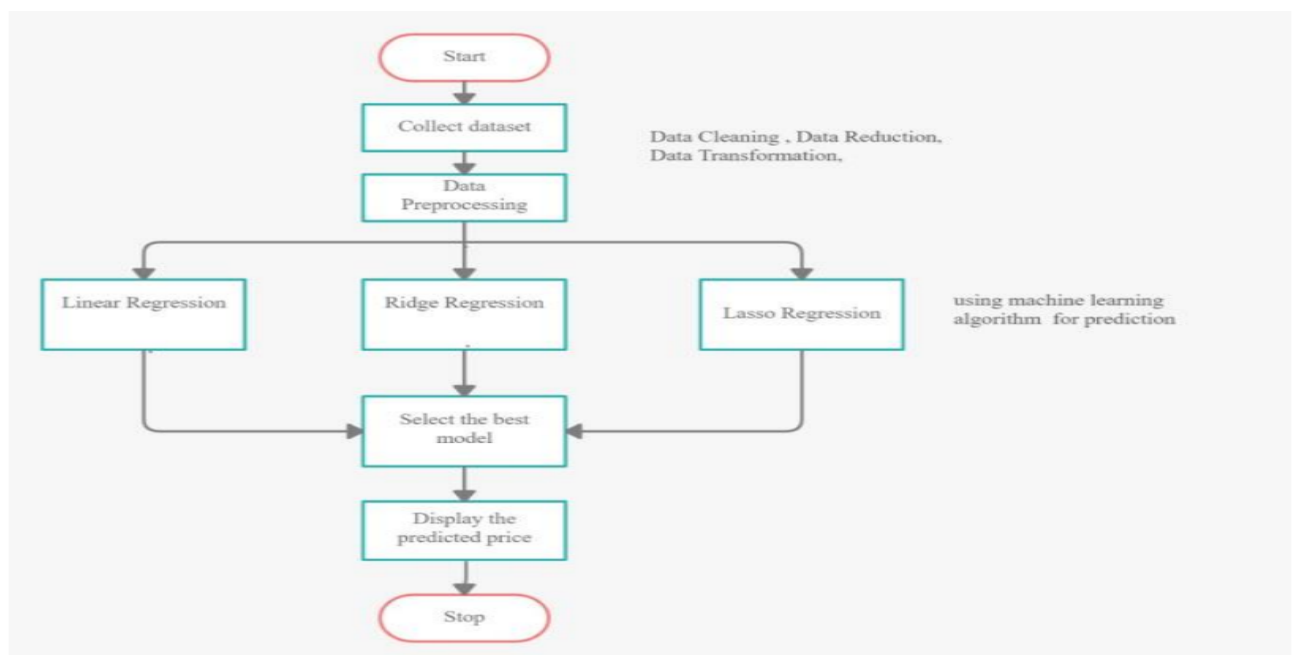 Start
Collect dataset
Data Cleaning , Data Reduction,
Data Transformation,
Data
Preprocessing
Linear Regression
Ridge Regression
Lasso Regression
using machine learning
algorithm for prediction
Select the best
model
Display the
predicted price
Stop